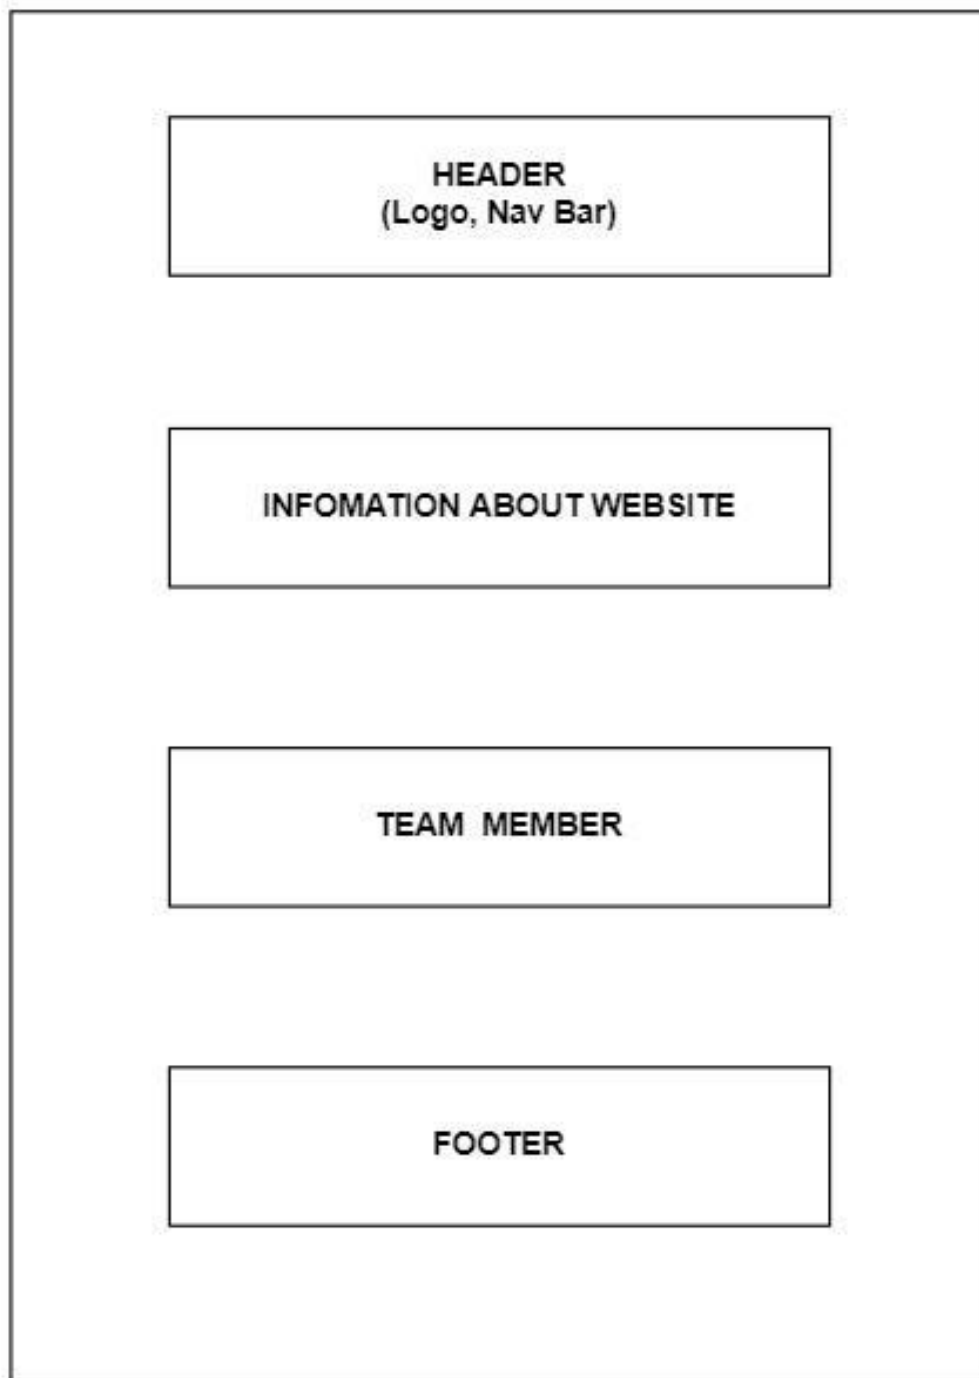 HEADER
(Logo, Nav Bar)
INFOMATION ABOUT WEBSITE
TEAM MEMBER
FOOTER